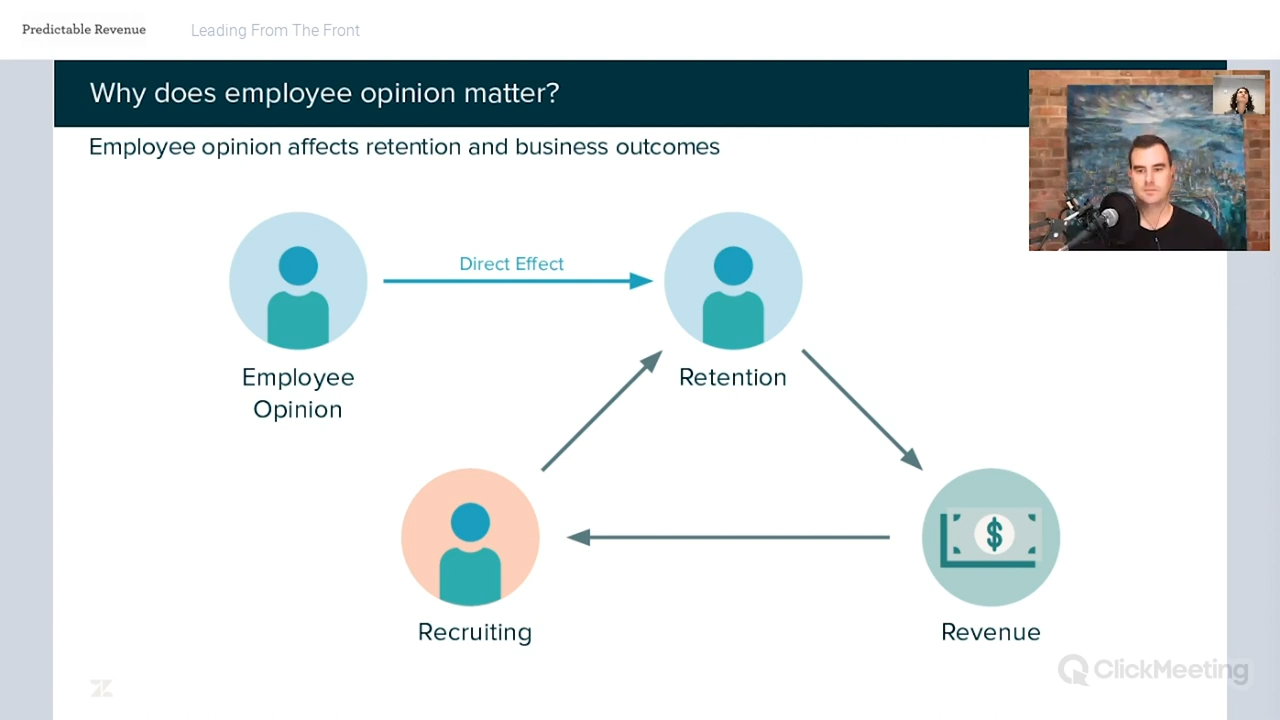 Predictable Revenue
Leading From The Front
Why does employee opinion matter?
Employee opinion affects retention and business outcomes
Direct Effect
Employee
Opinion
Retention
$
Recruiting
Revenue
ClickMeeting